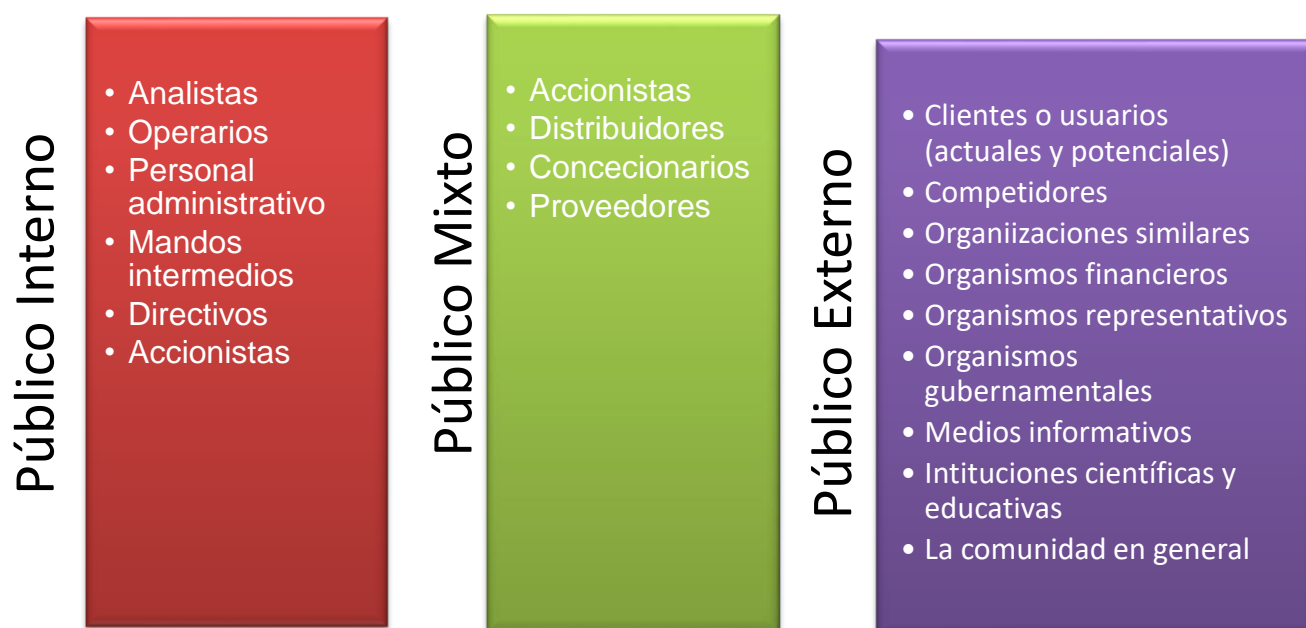 Público Interno
• Analistas
• Operarios
• Personal
administrativo
• Mandos
intermedios
• Directivos
• Accionistas
Público Mixto
• Accionistas
• Distribuidores
• Concecionarios
• Proveedores
Público Externo
• Clientes o usuarios
(actuales y potenciales)
• Competidores
• Organiizaciones similares
• Organismos financieros
• Organismos representativos
• Organismos
gubernamentales
• Medios informativos
• Intituciones científicas y
educativas
• La comunidad en general